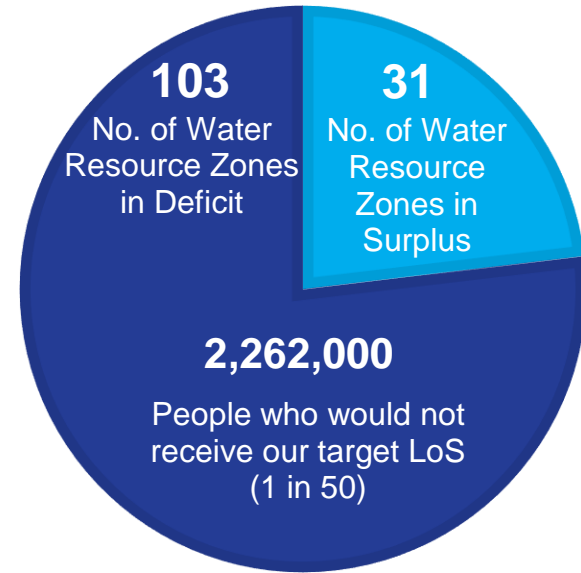 103
No. of Water
Resource Zones
in Deficit
31
No. of Water
Resource
Zones in
Surplus
2,262,000
People who would not
receive our target LoS
(1 in 50)